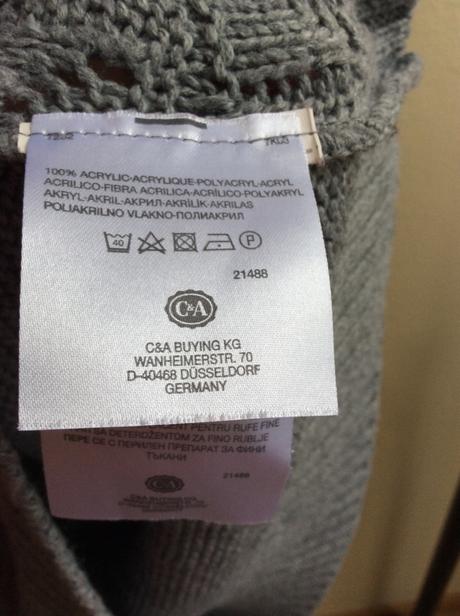 100% ACRYLIC-ACRYLIQUE-POLYACRYL-ACRYL
ACRILICO-FIBRA ACRILICA-ACRÍLICO-POLYAKRYL
AKRYL-AKRIL-АКРИЛ-AKRİLİK-AKRILAS
POLIAKRILNO VLAKNO-ПОЛИАКРИЛ
40
P
21488
C&A
C&A BUYING KG
WANHEIMERSTR. 70
D-40468 DÜSSELDORF
GERMANY
POUR RUFE FINE
SA DETERDŽENTOM ZA FINO RUBLJE
ПЕРЕ СЕ С ПЕРИЛЕН ПРЕПАРАТ ЗА ФИНИ
ТЪКАНИ
21488
C&A